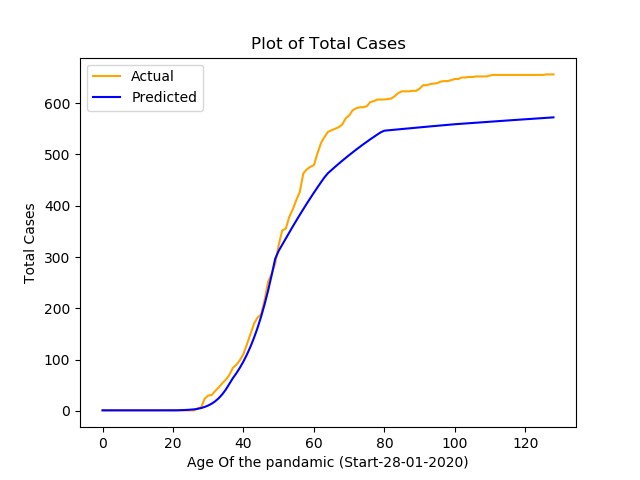 Plot of Total Cases
Actual
Predicted
600
500
400
300
200
100
0
Total Cases
0 20 40 60 80 100 120
Age Of the pandamic (Start-28-01-2020)